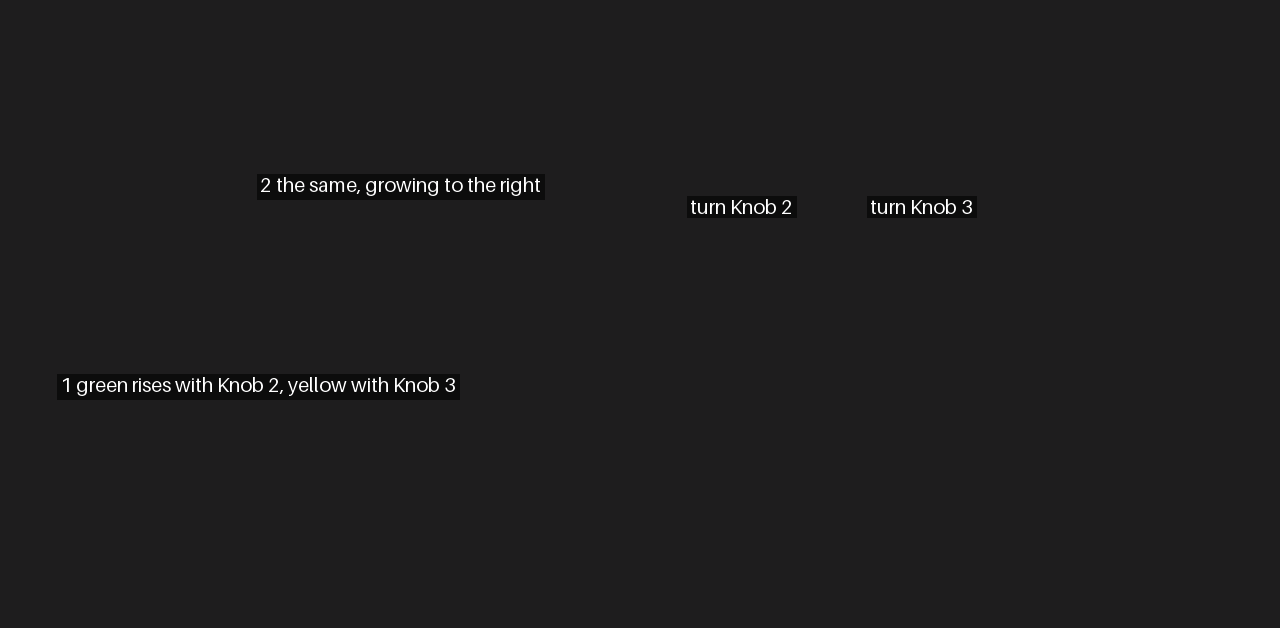 2 the same, growing to the right
turn Knob 2
turn Knob 3
1 green rises with Knob 2, yellow with Knob 3